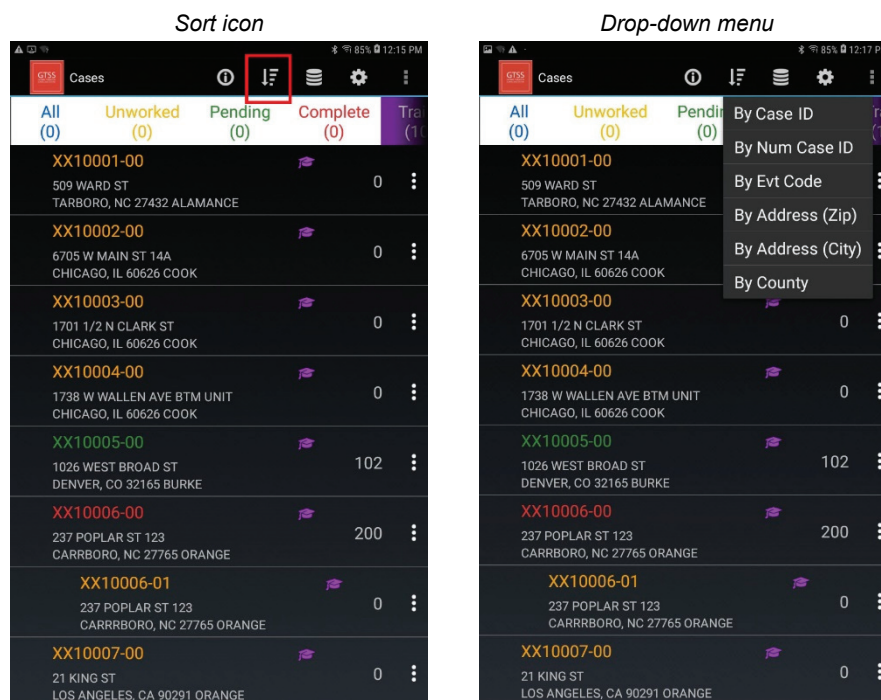 Sort icon
85% 12:15 PM
GTSS
Cases
All Unworked Pending Complete Trai
(0) (0) (0) (0) (10
XX10001-00
509 WARD ST 0
TARBORO, NC 27432 ALAMANCE
XX10002-00
6705 W MAIN ST 14A 0
CHICAGO, IL 60626 COOK
XX10003-00
1701 1/2 N CLARK ST 0
CHICAGO, IL 60626 COOK
XX10004-00
1738 W WALLEN AVE BTM UNIT 0
CHICAGO, IL 60626 COOK
XX10005-00
1026 WEST BROAD ST 102
DENVER, CO 32165 BURKE
XX10006-00
237 POPLAR ST 123 200
CARRBORO, NC 27765 ORANGE
XX10006-01
237 POPLAR ST 123 0
CARRRBORO, NC 27765 ORANGE
XX10007-00
21 KING ST 0
LOS ANGELES, CA 90291 ORANGE
Drop-down menu
85% 12:17 P
GTSS
Cases
All Unworked Pendin
(0) (0) (0)
By Case ID
By Num Case ID
By Evt Code
By Address (Zip)
By Address (City)
By County
XX10001-00
509 WARD ST
TARBORO, NC 27432 ALAMANCE
XX10002-00
6705 W MAIN ST 14A
CHICAGO, IL 60626 COOK
XX10003-00
1701 1/2 N CLARK ST 0
CHICAGO, IL 60626 COOK
XX10004-00
1738 W WALLEN AVE BTM UNIT 0
CHICAGO, IL 60626 COOK
XX10005-00
1026 WEST BROAD ST 102
DENVER, CO 32165 BURKE
XX10006-00
237 POPLAR ST 123 200
CARRBORO, NC 27765 ORANGE
XX10006-01
237 POPLAR ST 123 0
CARRRBORO, NC 27765 ORANGE
XX10007-00
21 KING ST 0
LOS ANGELES, CA 90291 ORANGE